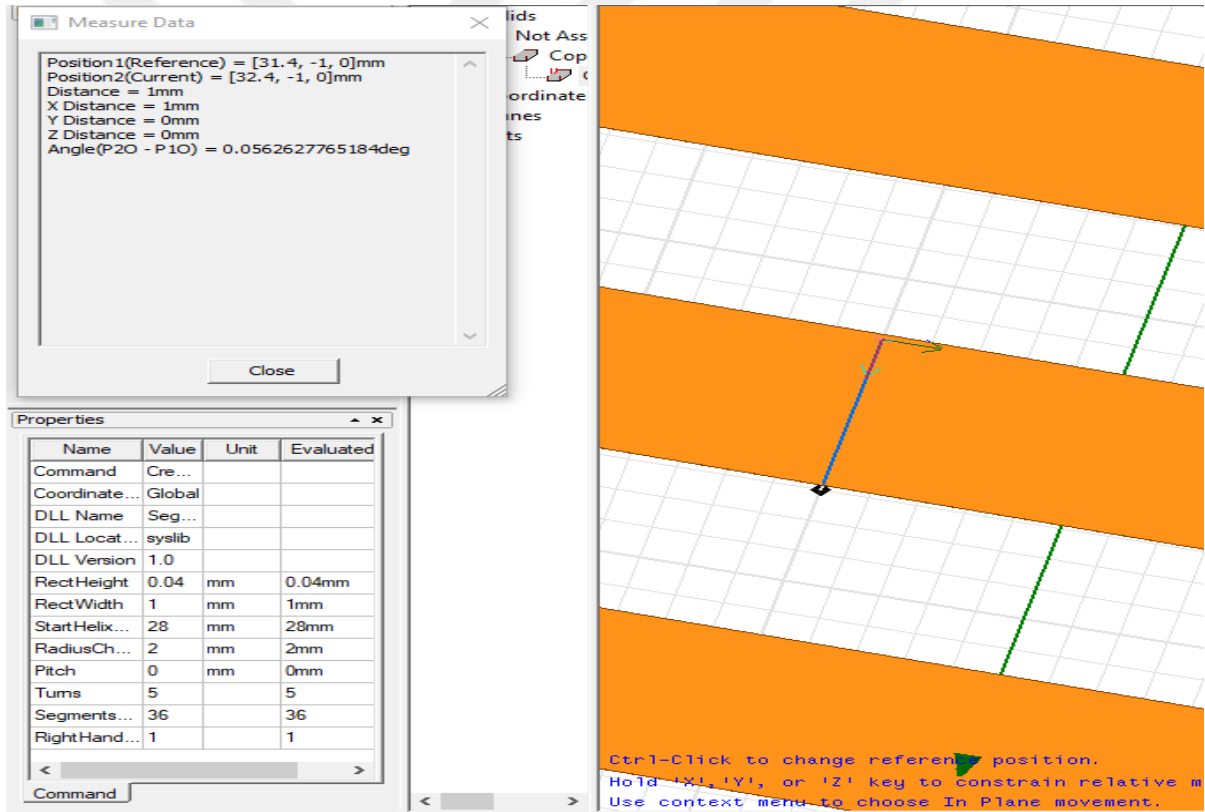 Measure Data
Position1(Reference) = [31.4, -1, 0]mm
Position2(Current) = [32.4, -1, 0]mm
Distance = 1mm
X Distance = 1mm
Y Distance = 0mm
Z Distance = 0mm
Angle(P2O - P1O) = 0.0562627765184deg
Close
lids
Not Ass
Cop
ordinate
nes
ts
Properties
Name Value Unit Evaluated
Command Cre...
Coordinate... Global
DLL Name Seg...
DLL Locat... syslib
DLL Version 1.0
RectHeight 0.04 mm 0.04mm
RectWidth 1 mm 1mm
StartHelix... 28 mm 28mm
RadiusCh... 2 mm 2mm
Pitch 0 mm 0mm
Turns 5 5
Segments... 36 36
RightHand... 1 1
Command
Ctrl-Click to change reference position.
Hold 'X','Y', or 'Z' key to constrain relative m
Use context menu to choose In Plane movement.